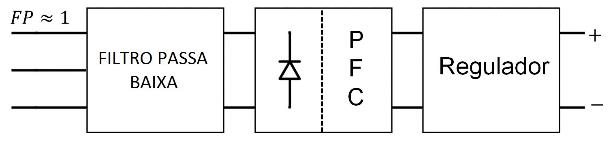 FP ≈ 1
FILTRO PASSA
BAIXA
P
F
C
Regulador
+
−